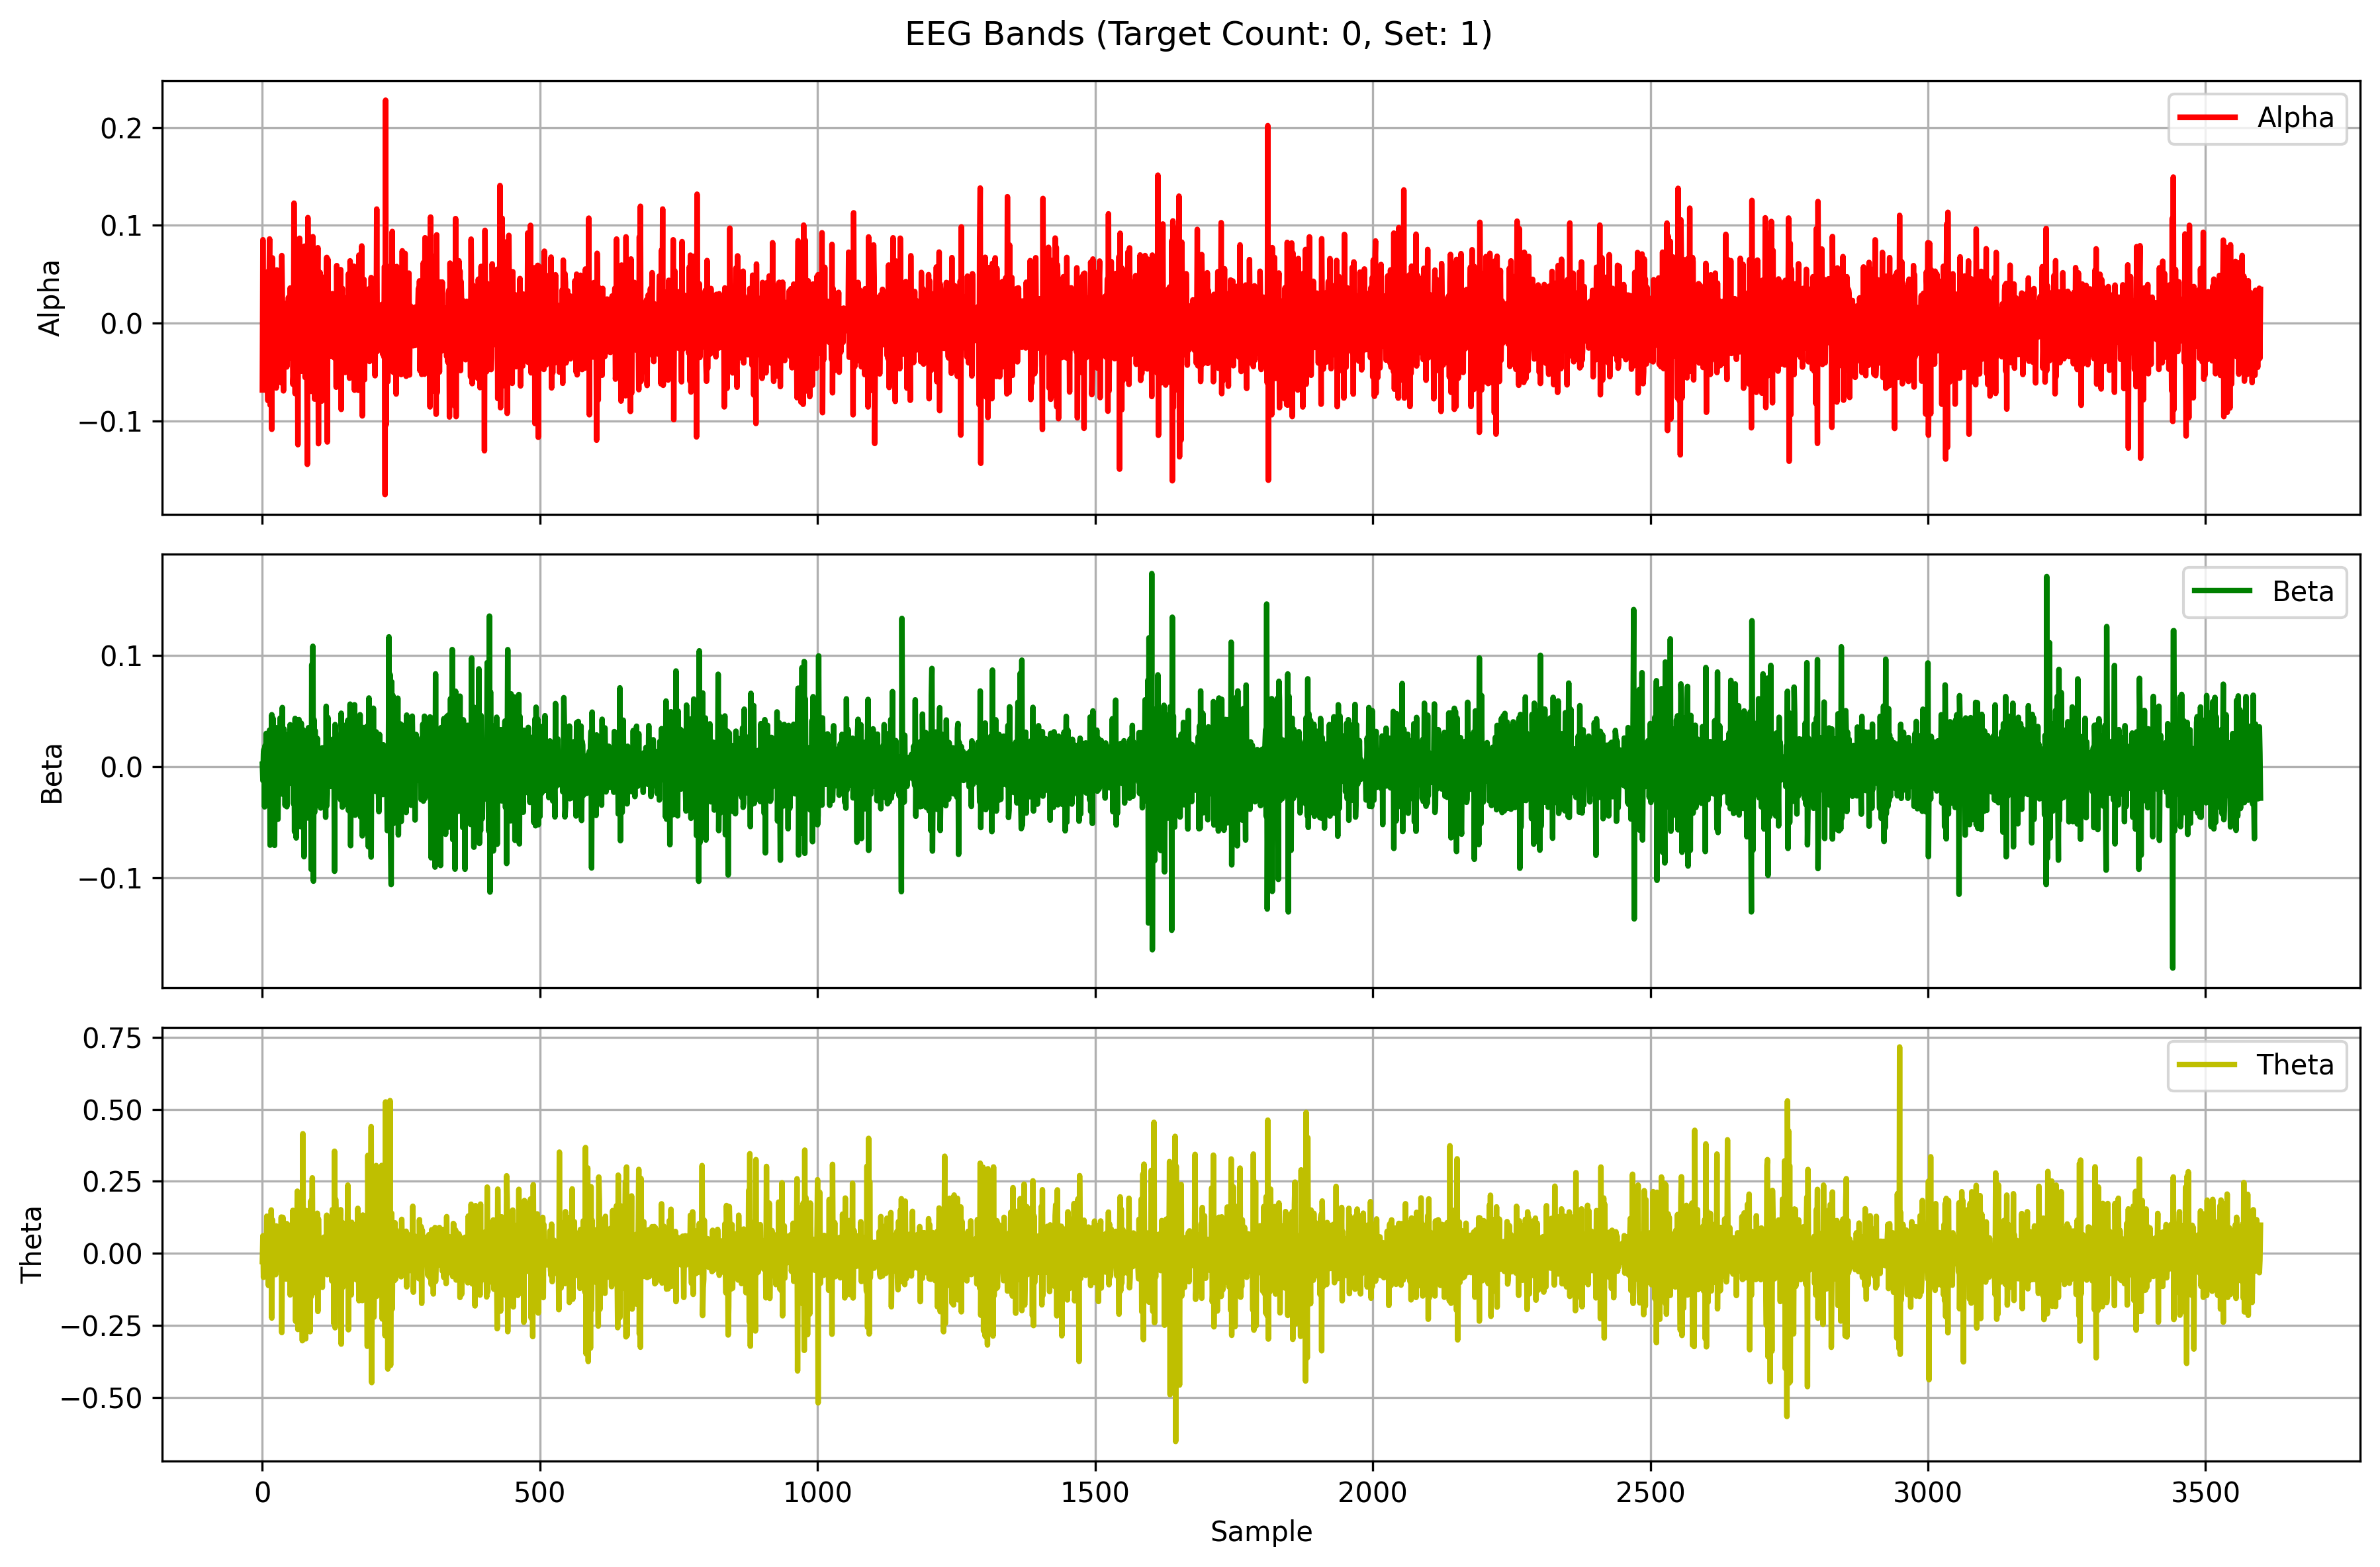 EEG Bands (Target Count: 0, Set: 1)
Alpha
0.2
0.1
0.0
−0.1
Alpha
Beta
0.1
0.0
−0.1
Beta
Theta
0.75
0.50
0.25
0.00
−0.25
−0.50
Theta
0 500 1000 1500 2000 2500 3000 3500
Sample